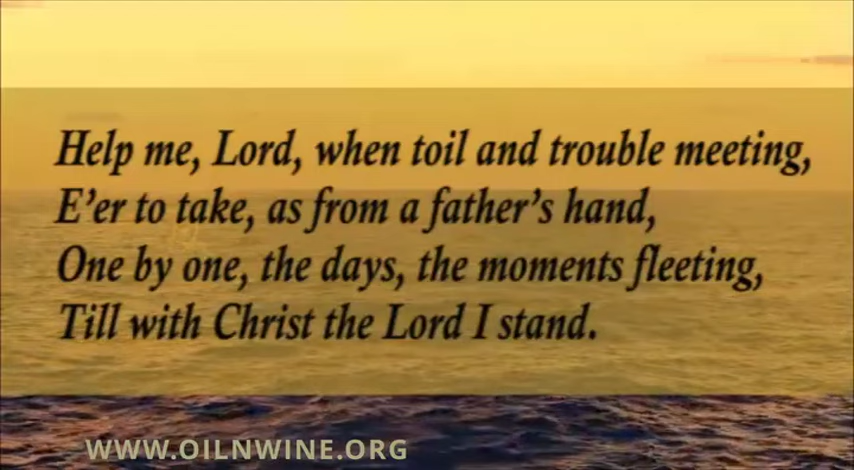 Help me, Lord, when toil and trouble meeting,
E’er to take, as from a father’s hand,
One by one, the days, the moments fleeting,
Till with Christ the Lord I stand.
WWW.OILNWINE.ORG